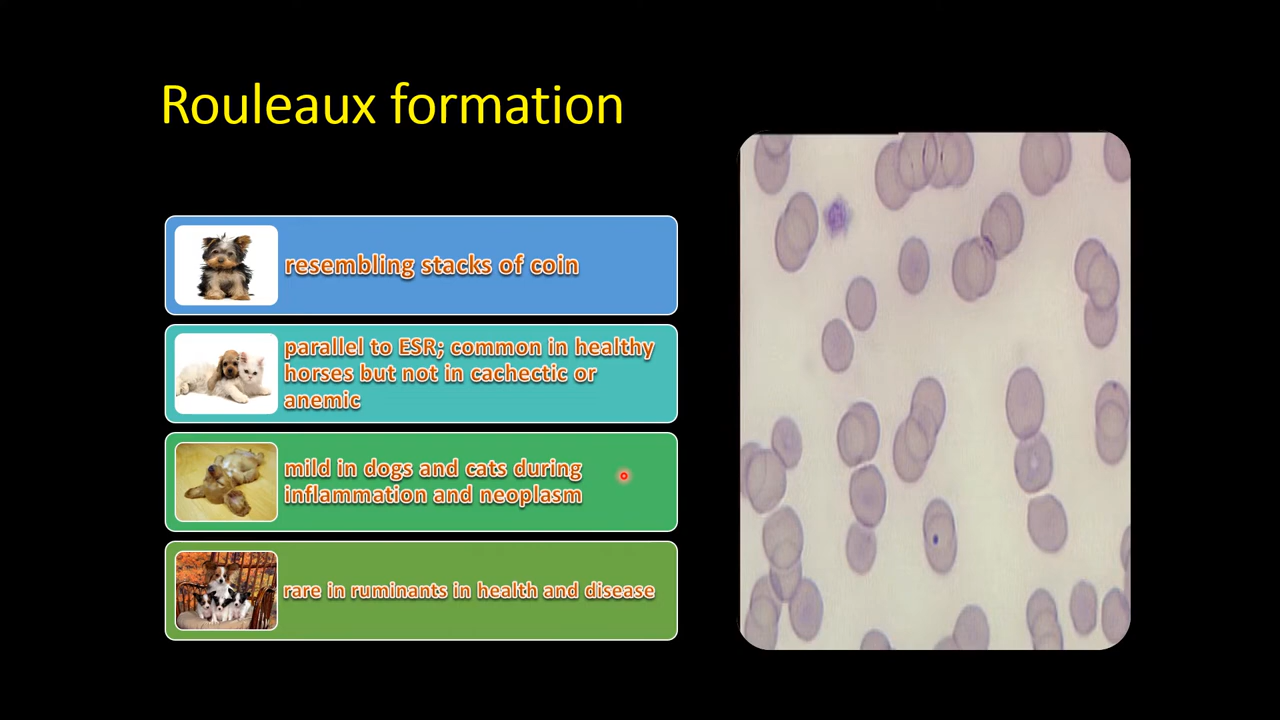 Rouleaux formation
resembling stacks of coin
parallel to ESR; common in healthy
horses but not in cachectic or
anemic
mild in dogs and cats during
inflammation and neoplasm
rare in ruminants in health and disease